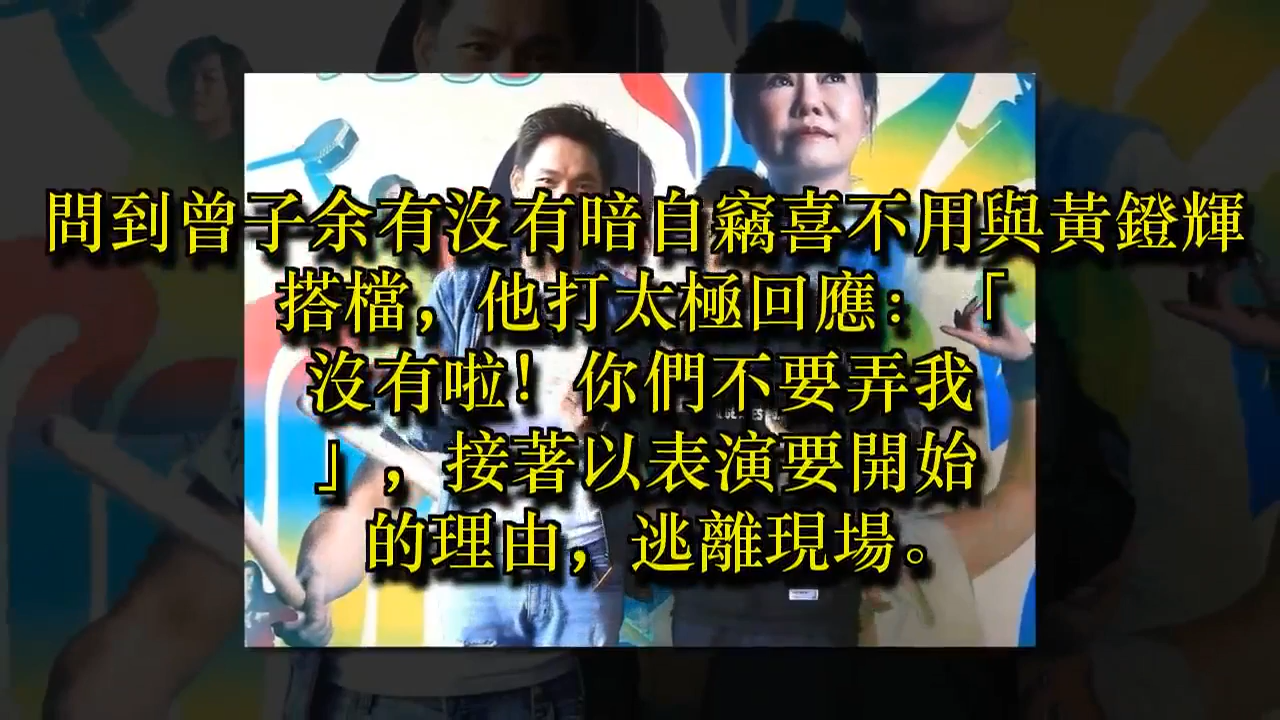 問到曾子余有沒有暗自竊喜不用與黃鐙輝
搭檔，他打太極回應：「
沒有啦！你們不要弄我
」，接著以表演要開始
的理由，逃離現場。